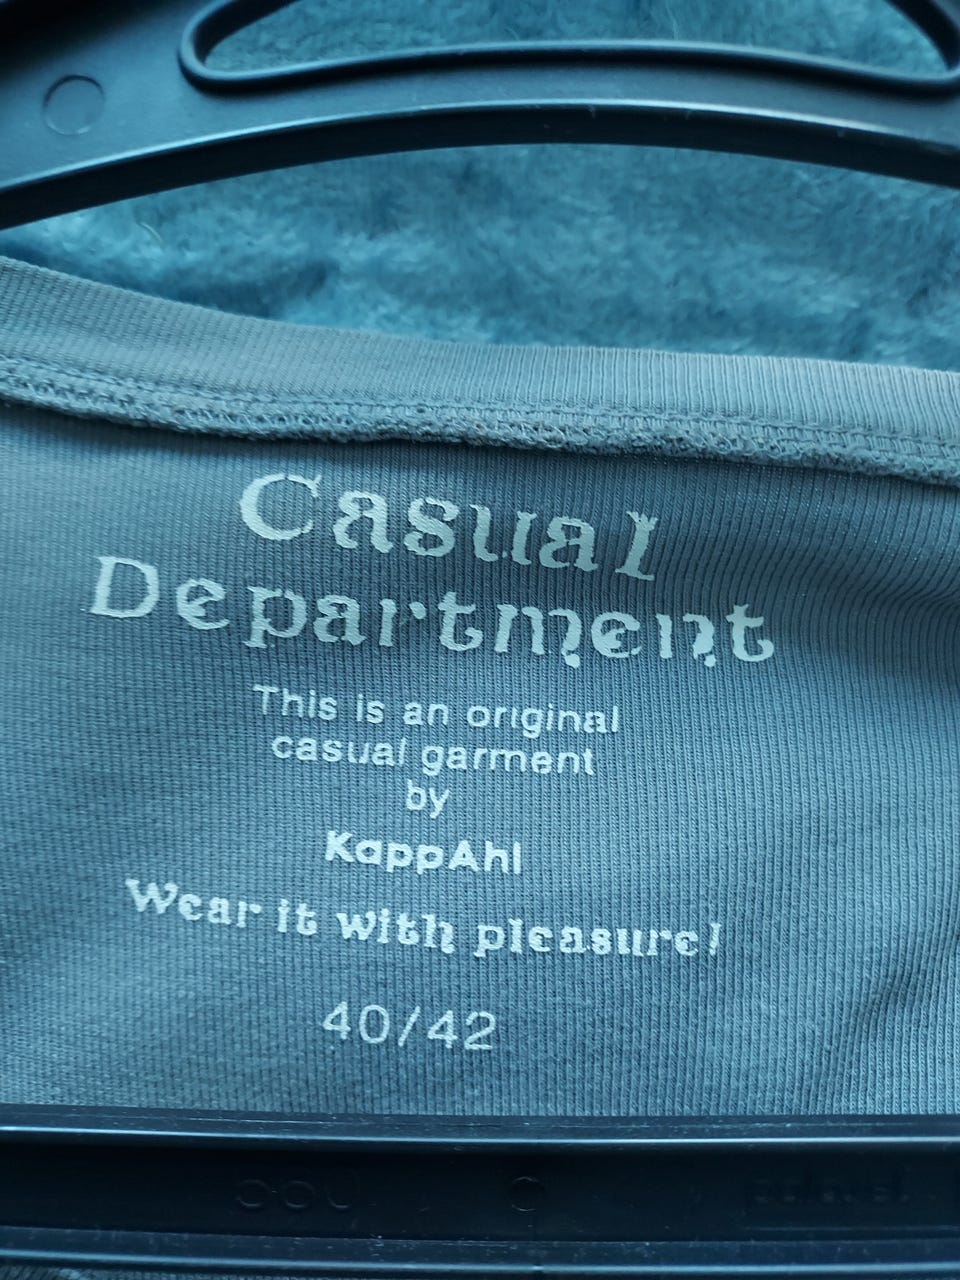 Casual
Department
This is an original
casual garment
by
KappAhl
Wear it with pleasure!
40/42